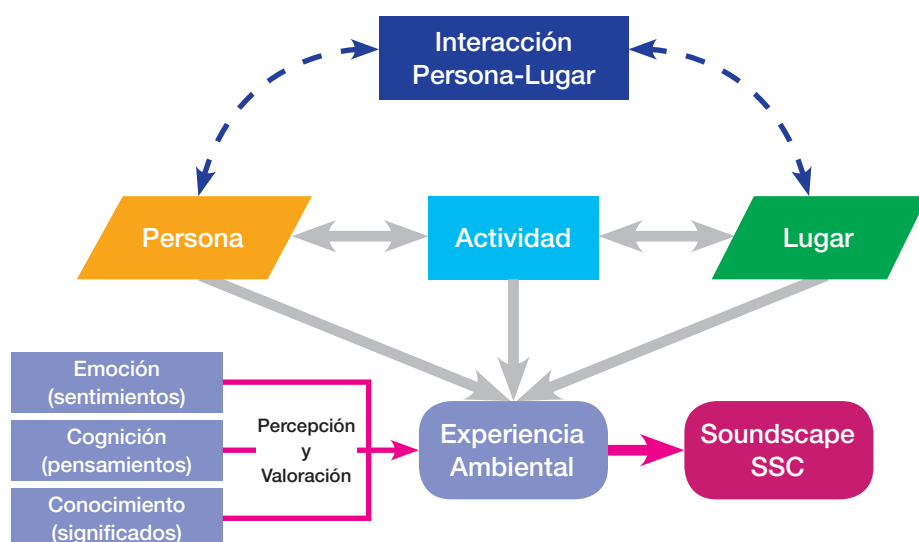 Interacción
Persona-Lugar
Persona
Actividad
Lugar
Emoción
(sentimientos)
Cognición
(pensamientos)
Conocimiento
(significados)
Percepción
y
Valoración
Experiencia
Ambiental
Soundscape
SSC